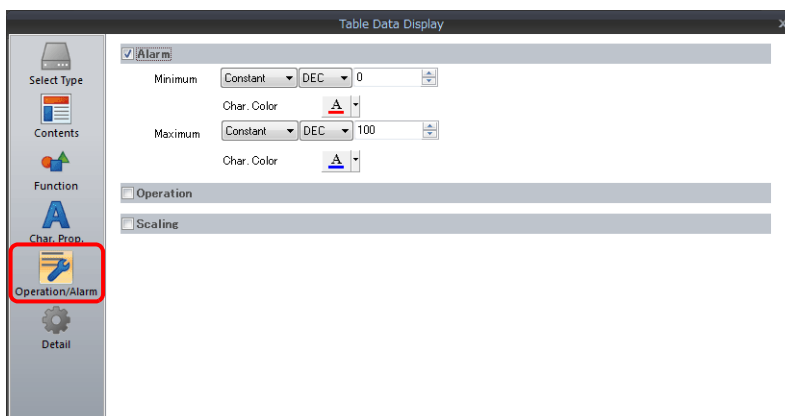 Table Data Display
Select Type
Contents
Function
Char. Prop.
Operation/Alarm
Detail
Alarm
Minimum Constant DEC 0
Char. Color A
Maximum Constant DEC 100
Char. Color A
Operation
Scaling